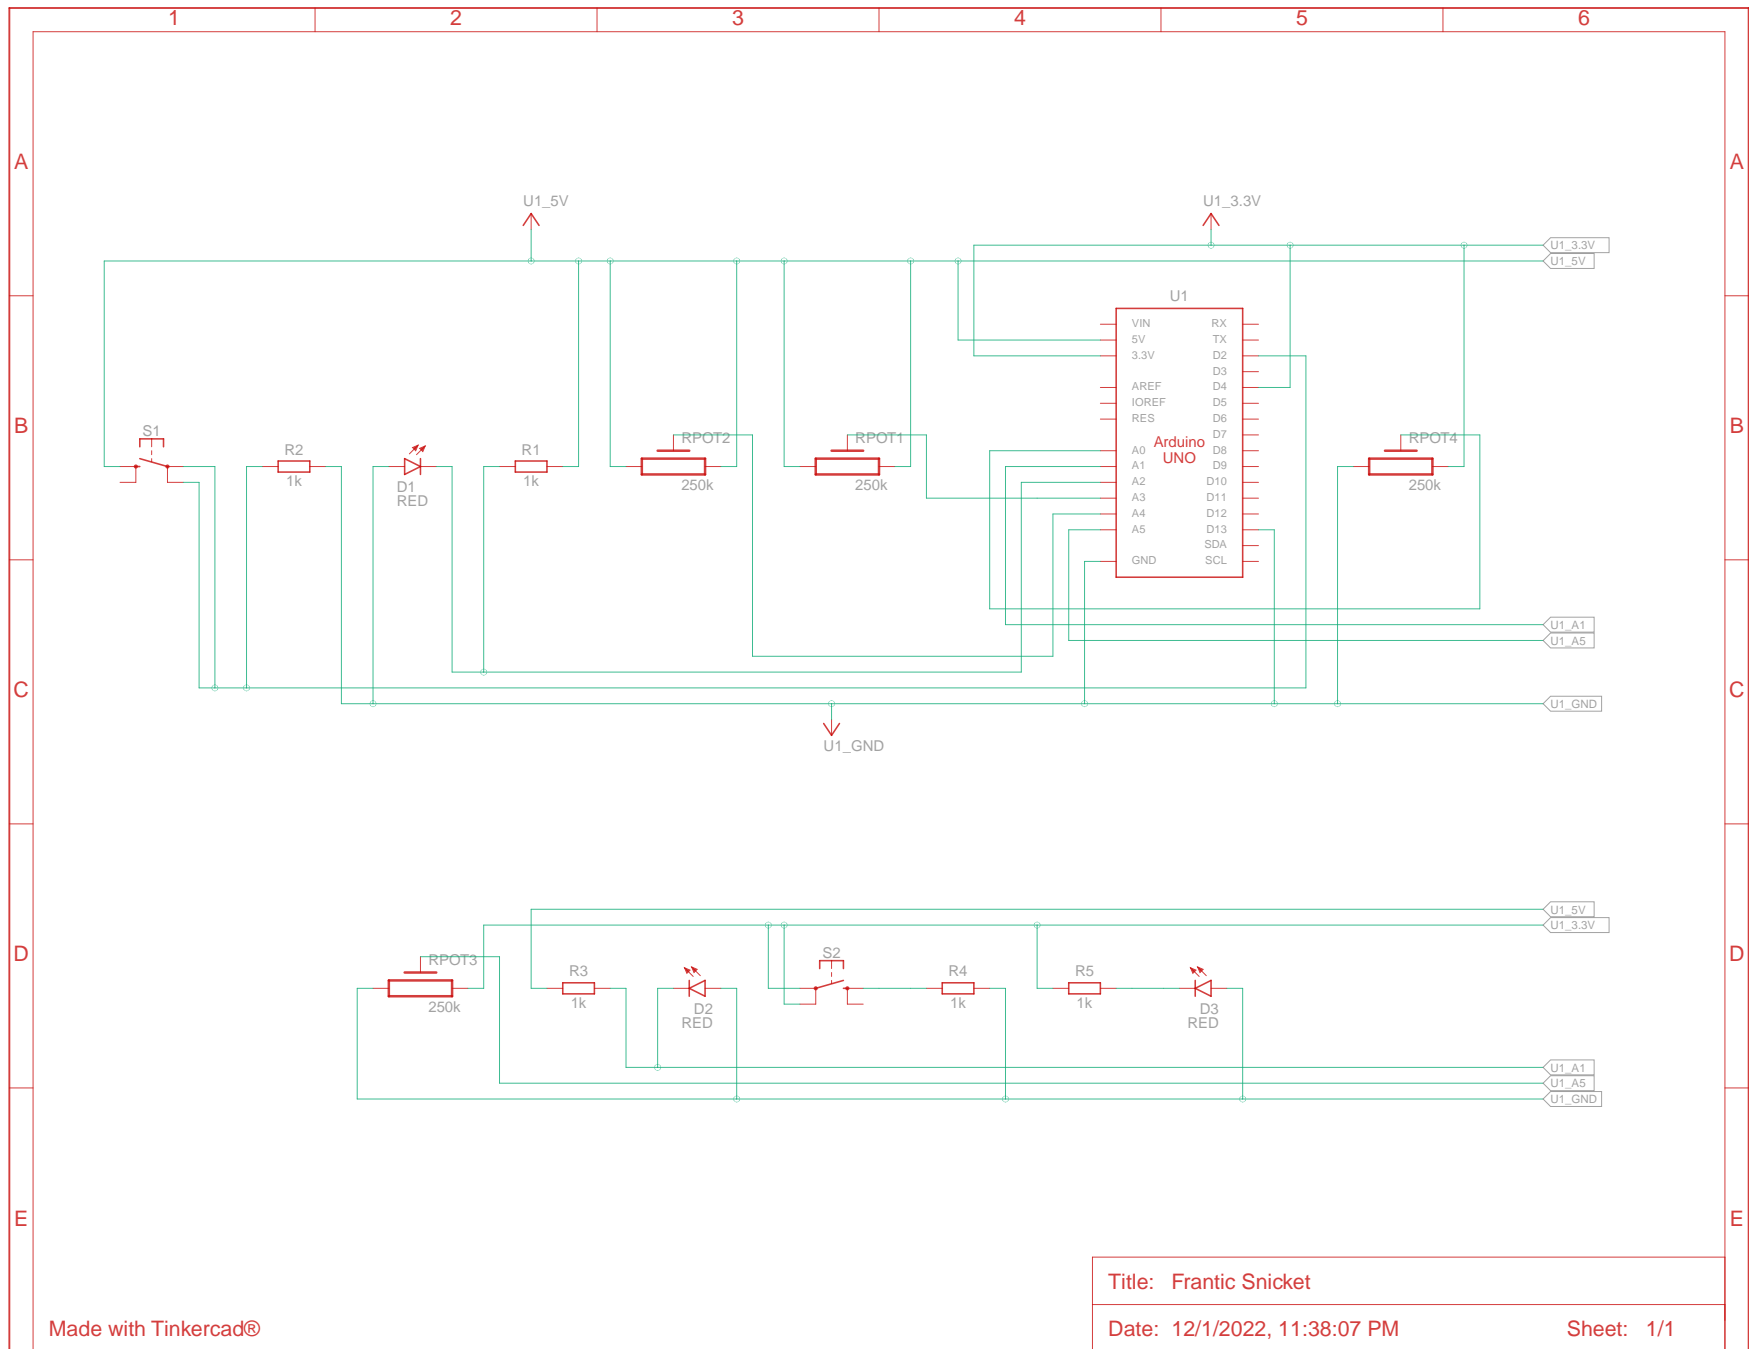 1 2 3 4 5 6
A A
U1_5V U1_3.3V
U1_3.3V
U1_5V
U1
VIN RX
5V TX
3.3V D2
D3
AREF D4
IOREF D5
RES D6
D7
A0 D8
A1 D9
A2 D10
A3 D11
A4 D12
A5 D13
SDA
GND SCL
Arduino
UNO
B B
S1
R2
1k
D1
RED
R1
1k
RPOT2
250k
RPOT1
250k
RPOT4
250k
U1_A1
U1_A5
C C
U1_GND
U1_GND
U1_5V
U1_3.3V
D D
RPOT3
250k
R3
1k
D2
RED
S2
R4
1k
R5
1k
D3
RED
U1_A1
U1_A5
U1_GND
E E
Title: Frantic Snicket
Made with Tinkercad®
Date: 12/1/2022, 11:38:07 PM Sheet: 1/1